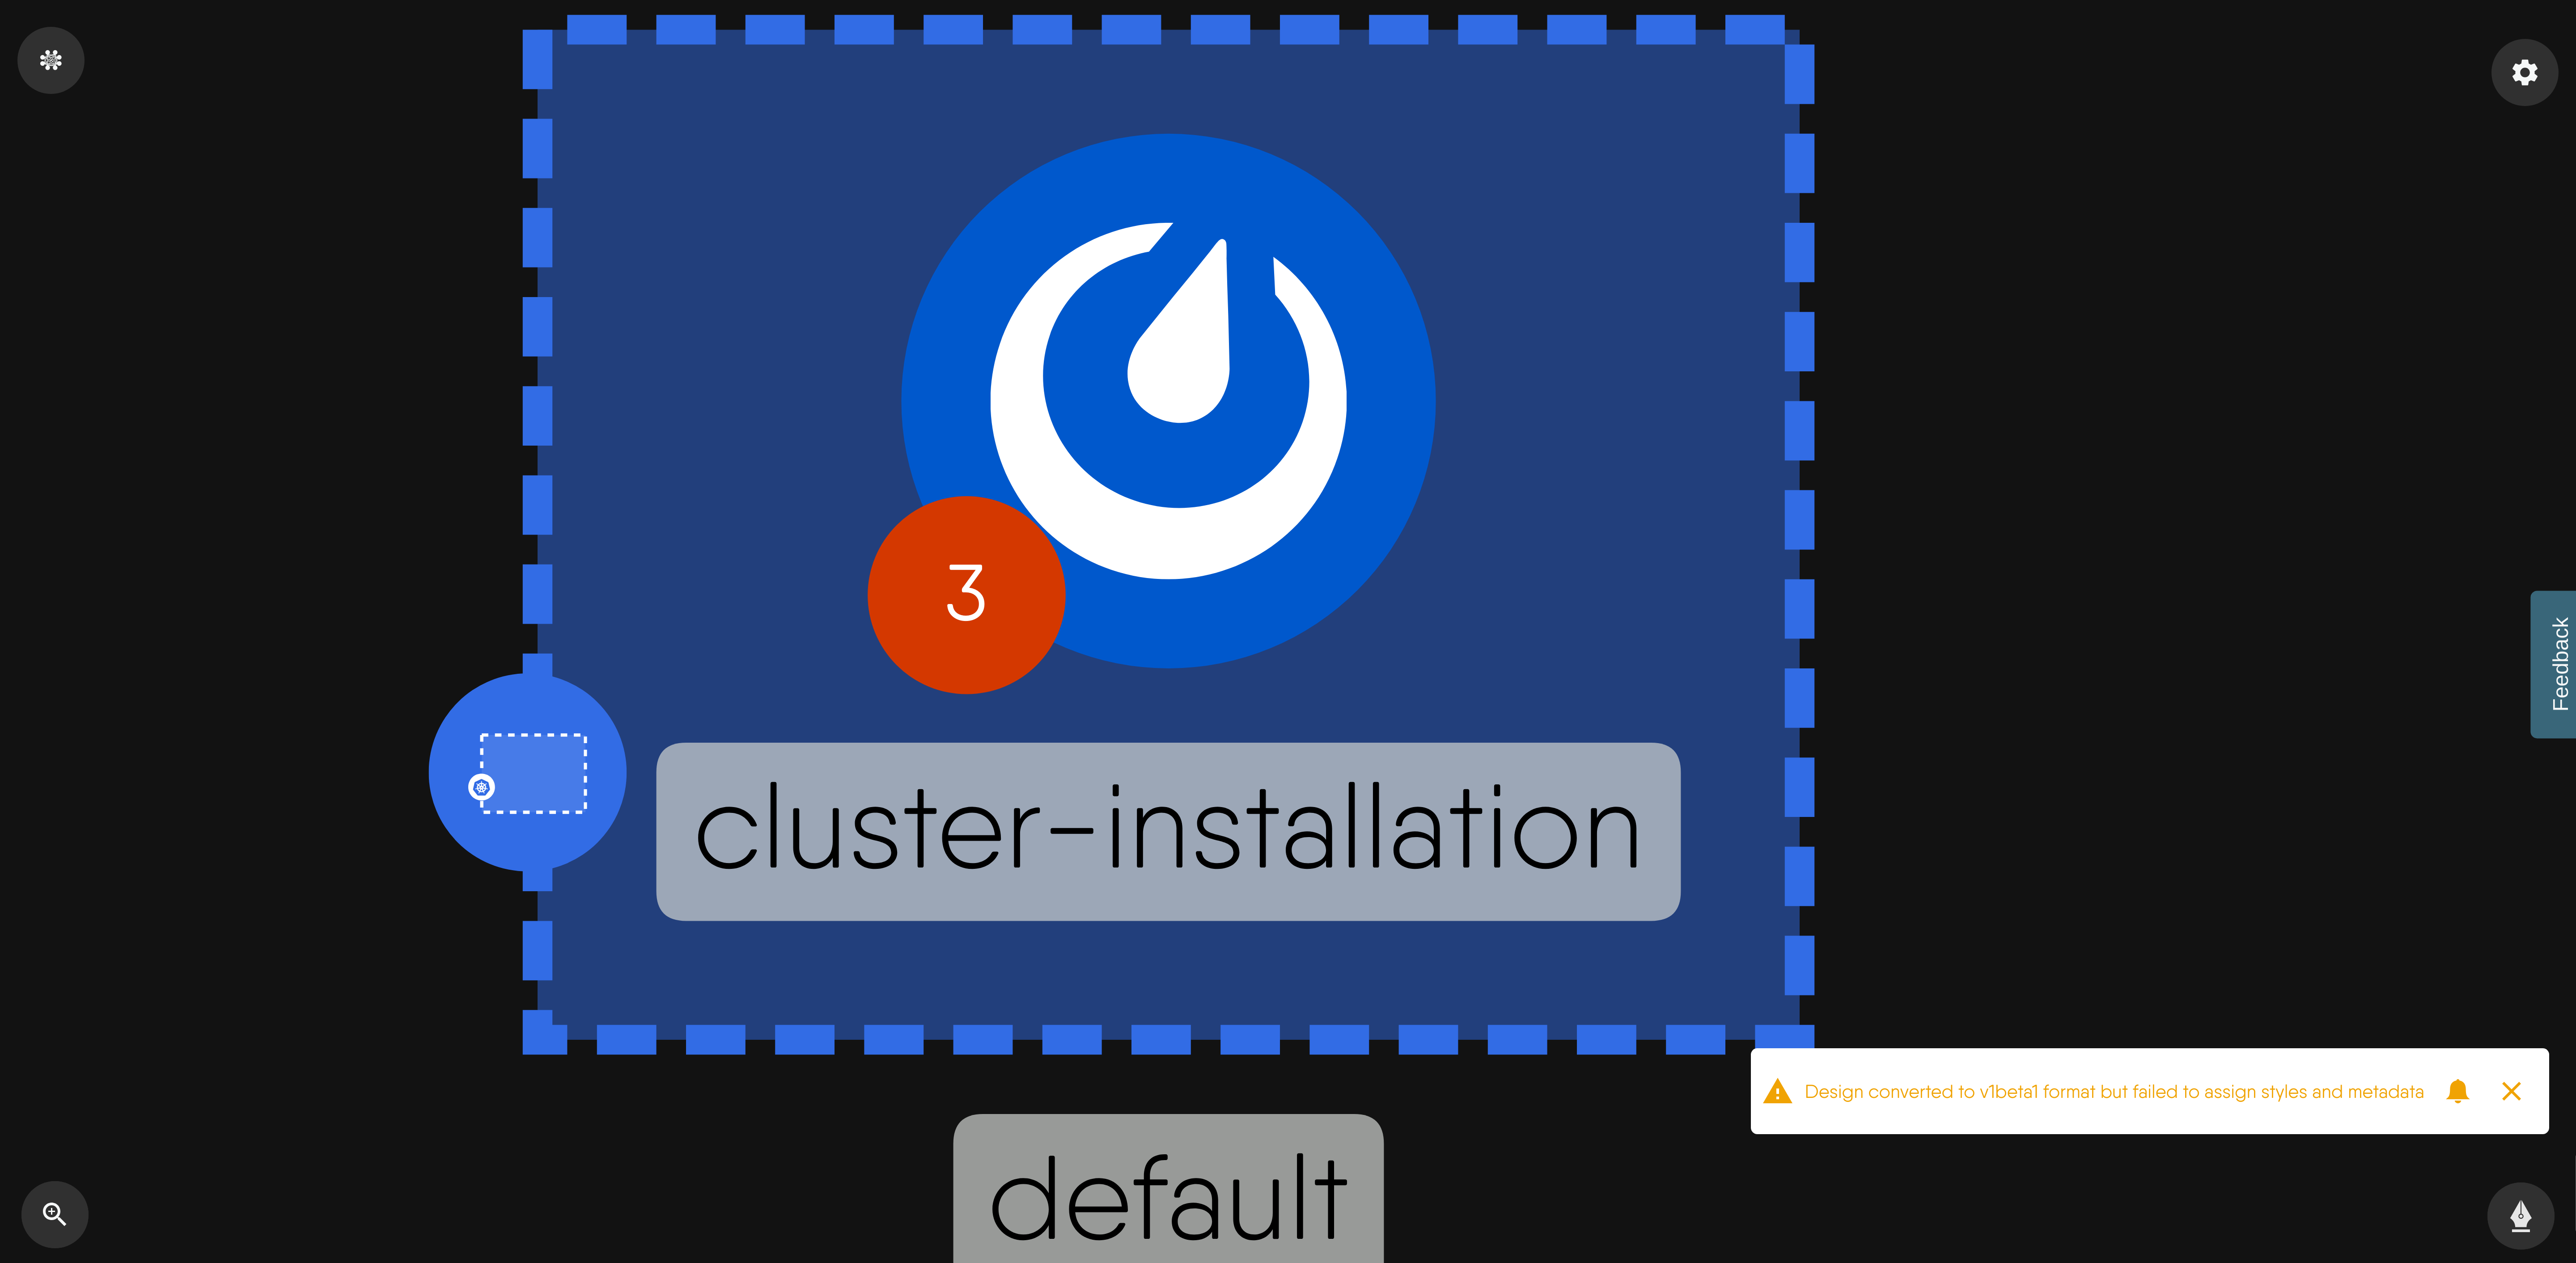 3
cluster-installation
Feedback
Design converted to v1beta1 format but failed to assign styles and metadata
default